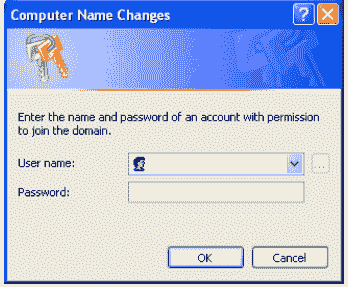 Computer Name Changes
Enter the name and password of an account with permission
to join the domain.
User name:
...
Password:
OK
Cancel